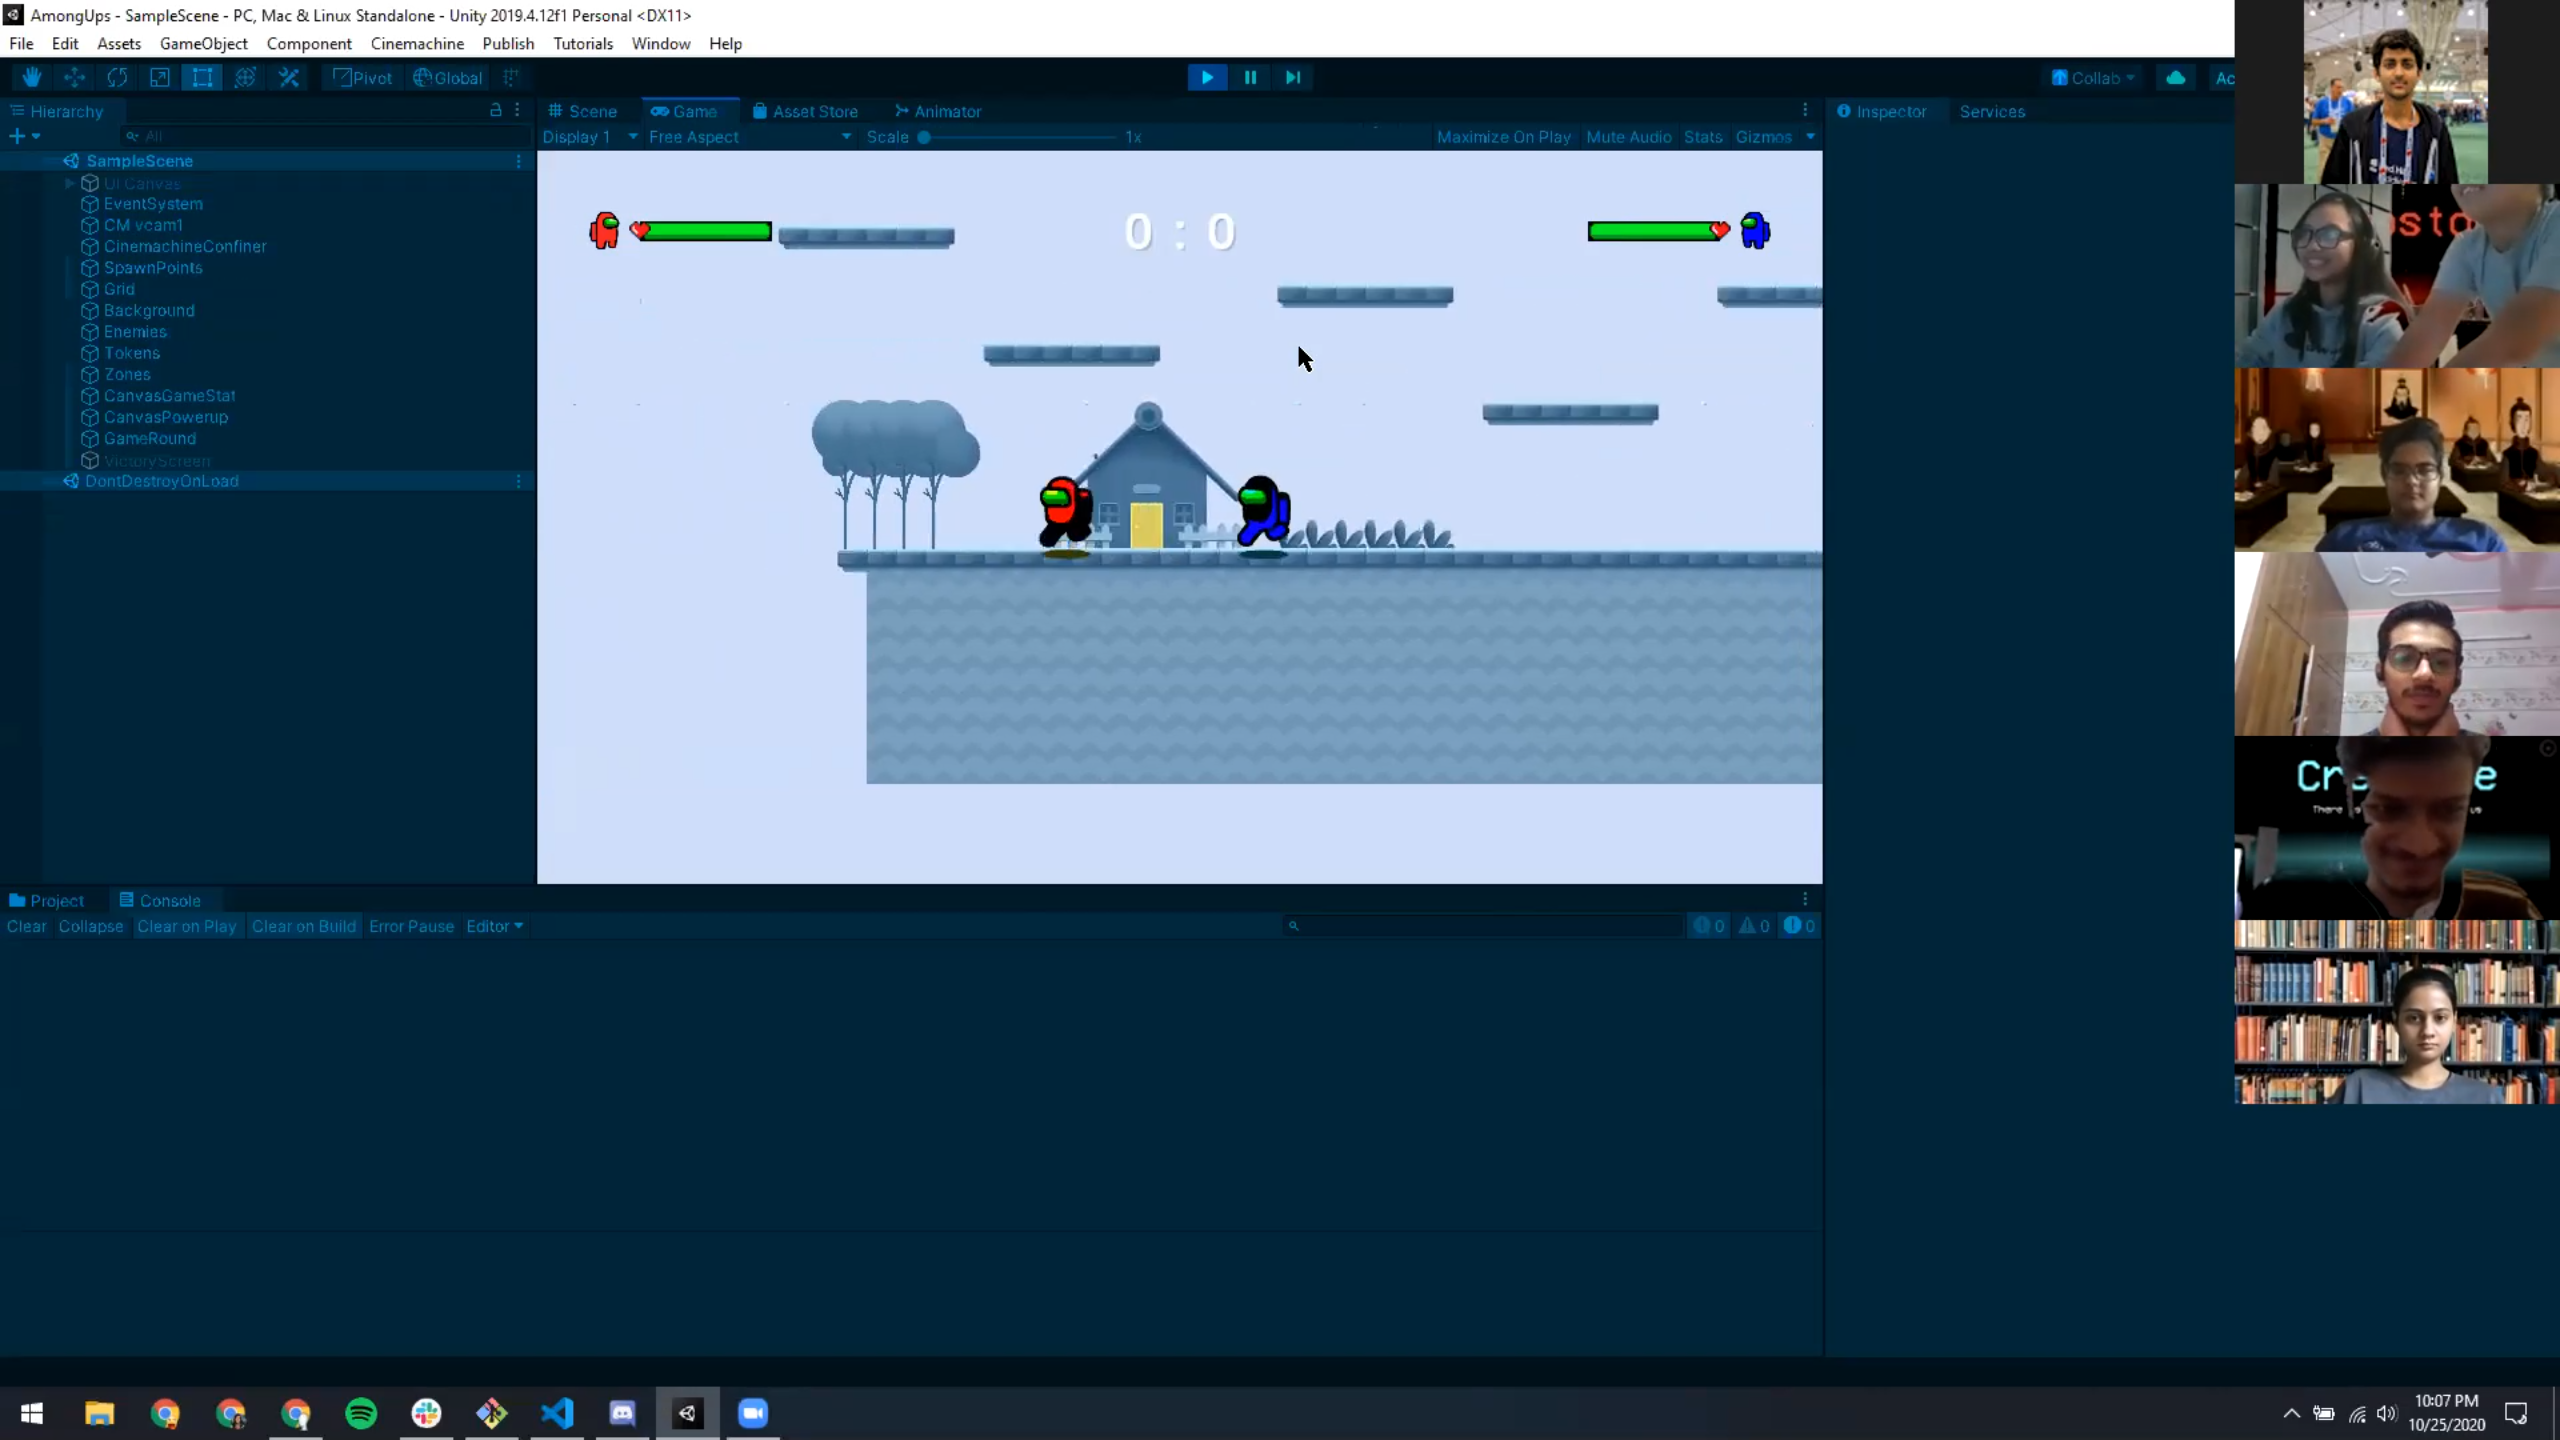 AmongUps - SampleScene - PC, Mac & Linux Standalone - Unity 2019.4.12f1 Personal <DX11>
File Edit Assets GameObject Component Cinemachine Publish Tutorials Window Help
Pivot Global
Collab
Ac
Hierarchy
Scene Game Asset Store Animator
Inspector Services
All
Display 1 Free Aspect Scale 1x Maximize On Play Mute Audio Stats Gizmos
SampleScene
UI Canvas
EventSystem
CM vcam1
CinemachineConfiner
SpawnPoints
Grid
Background
Enemies
Tokens
Zones
CanvasGameStat
CanvasPowerup
GameRound
VictoryScreen
DontDestroyOnLoad
0 : 0
Project Console
Clear Collapse Clear on Play Clear on Build Error Pause Editor
0 0 0
There
us
10:07 PM
10/25/2020